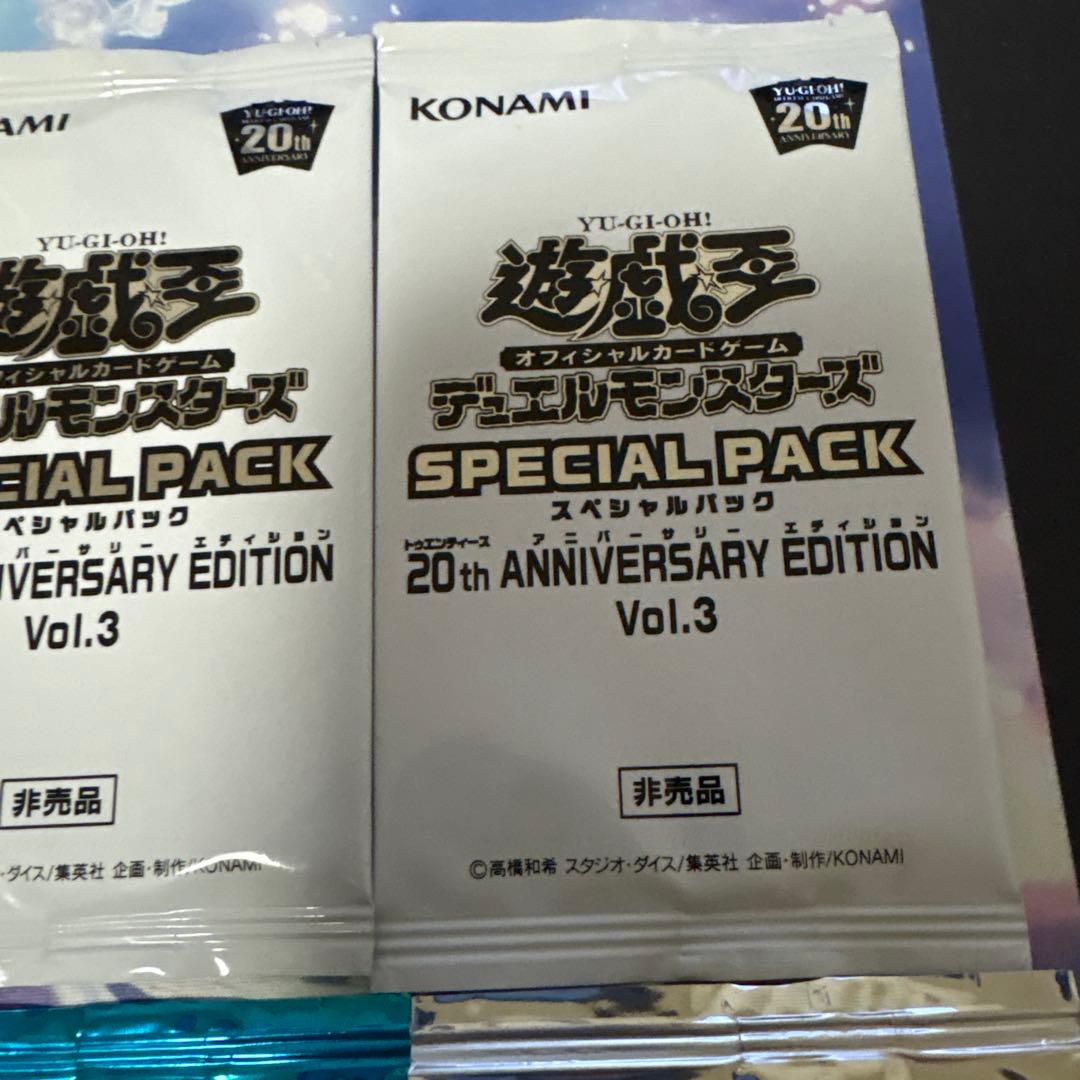 AMI
YU-GI-OH!
20th
ANNIVERSARY
YU-GI-OH!
遊戯王
ィシャルカードゲーム
ルモンスターズ
CIAL PACK
ペシャルパック
バーサリー エディション
IVERSARY EDITION
Vol.3
非売品
・ダイス/集英社 企画・制作/KONAMI
KONAMI
YU-GI-OH!
20th
ANNIVERSARY
YU-GI-OH!
遊戯王
オフィシャルカードゲーム
デュエルモンスターズ
SPECIAL PACK
スペシャルパック
トゥエンティース アニバーサリー エディション
20th ANNIVERSARY EDITION
Vol.3
非売品
©高橋和希 スタジオ・ダイス/集英社 企画・制作/KONAMI